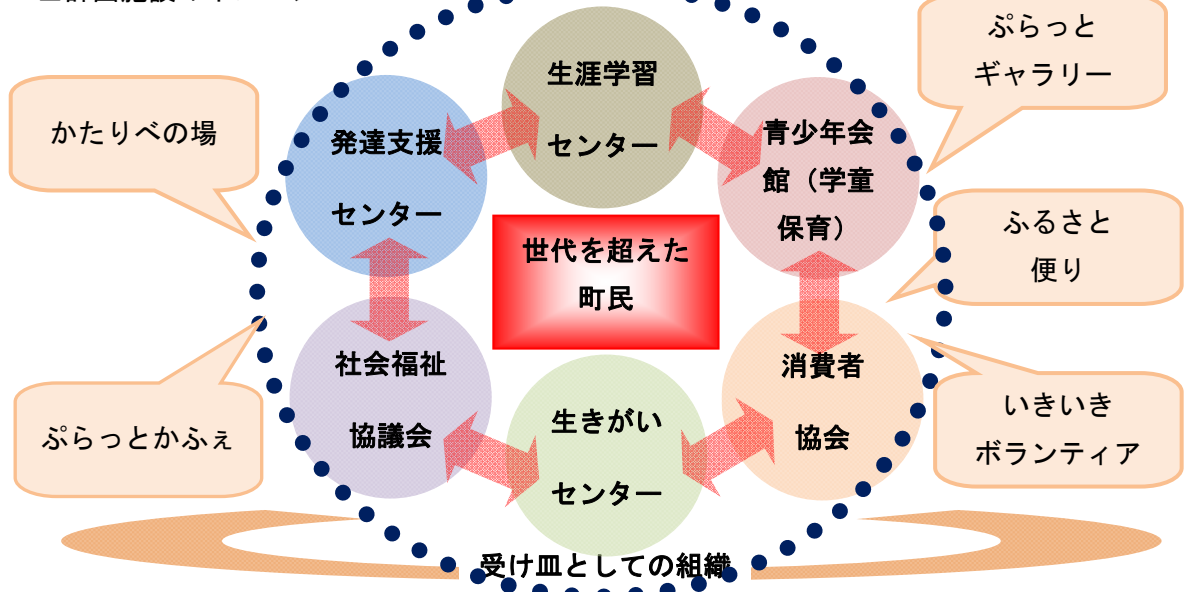 生涯学習
センター
ぷらっと
ギャラリー
かたりべの場
発達支援
センター
青少年会
館（学童
保育）
世代を超えた
町民
ふるさと
便り
社会福祉
協議会
生きがい
センター
消費者
協会
ぷらっとかふぇ
いきいき
ボランティア
受け皿としての組織